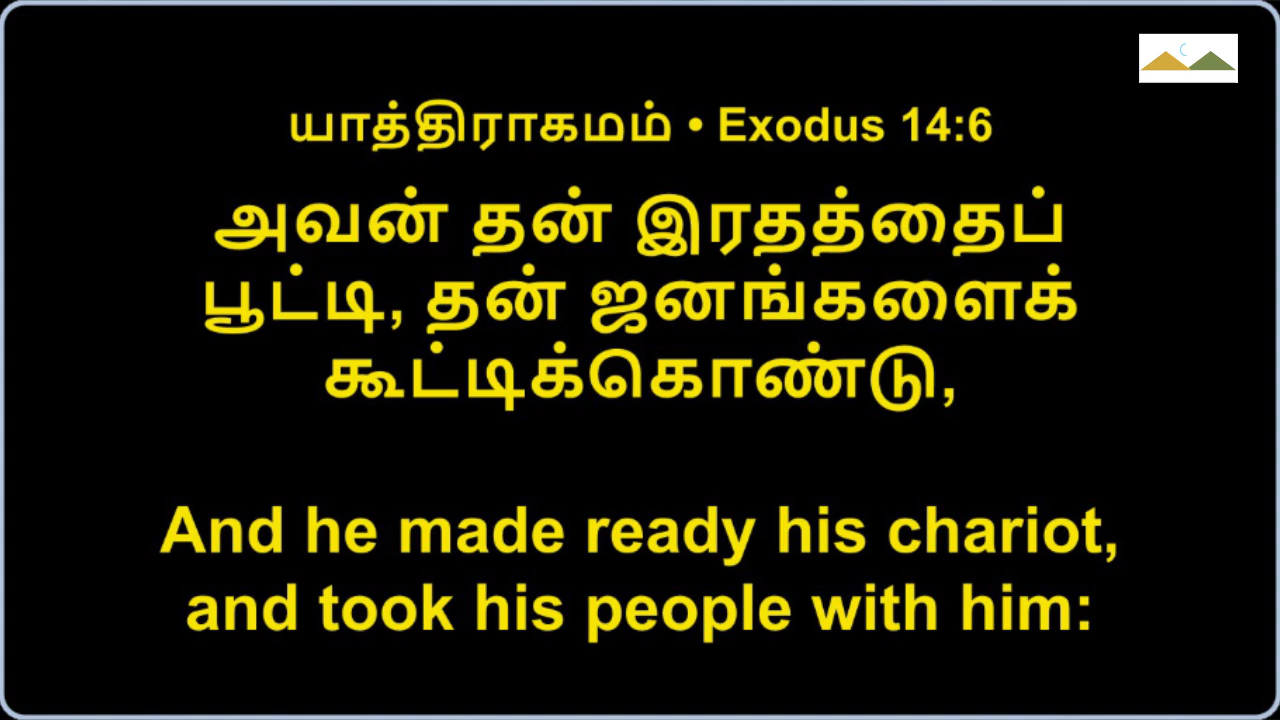 யாத்திராகமம் • Exodus 14:6
அவன் தன் இரதத்தைப்
பூட்டி, தன் ஜனங்களைக்
கூட்டிக்கொண்டு,
And he made ready his chariot,
and took his people with him: